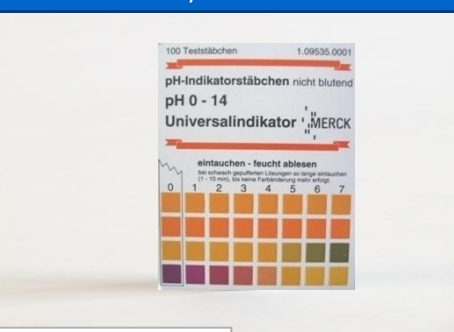 100 Teststäbchen 1.09535.0001
pH-Indikatorstäbchen nicht blutend
pH 0 - 14
Universalindikator MERCK
eintauchen - feucht ablesen
bei schwach gepufferten Lösungen so lange eintauchen
(1 - 10 min), bis keine Farbänderung mehr erfolgt.
0 1 2 3 4 5 6 7